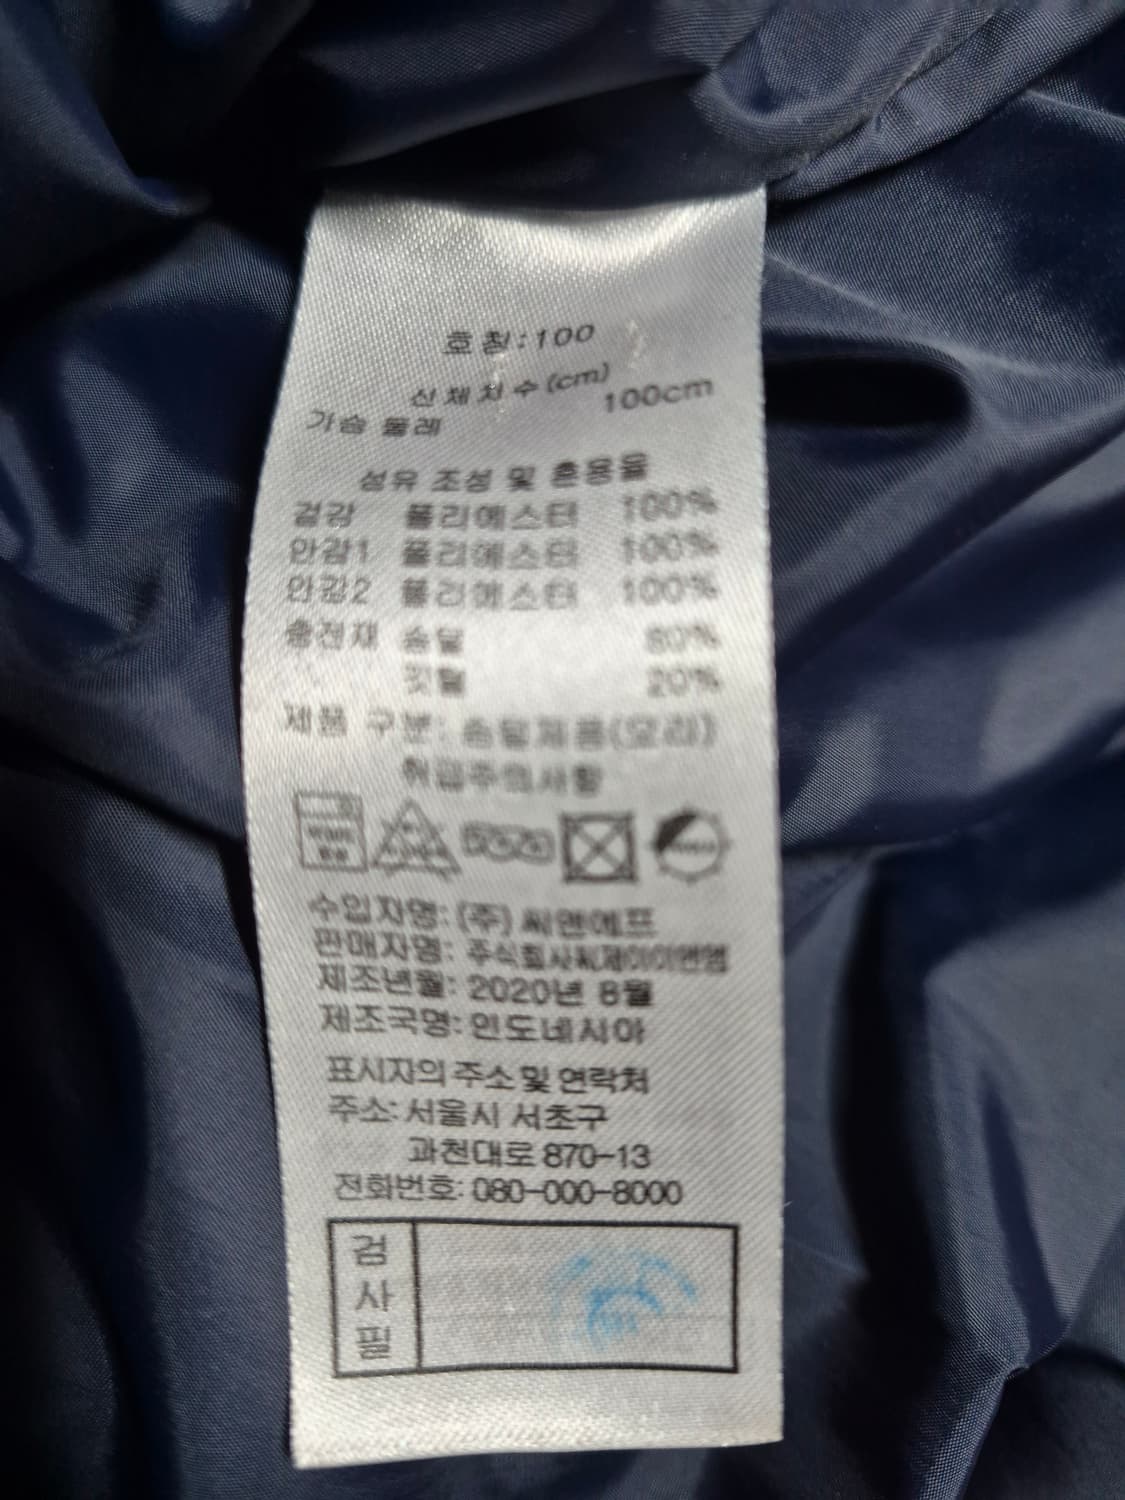 호칭:100
신체치수(cm)
가슴 둘레 100cm
섬유 조성 및 혼용율
겉감 폴리에스터 100%
안감1 폴리에스터 100%
안감2 폴리에스터 100%
충전재 솜털 80%
깃털 20%
제품 구분: 솜털제품(오리)
취급주의사항
수입자명: (주) 씨앤에프
판매자명: 주식회사씨제이이엔엠
제조년월: 2020년 8월
제조국명: 인도네시아
표시자의 주소 및 연락처
주소: 서울시 서초구
과천대로 870-13
전화번호: 080-000-8000
검
사
필